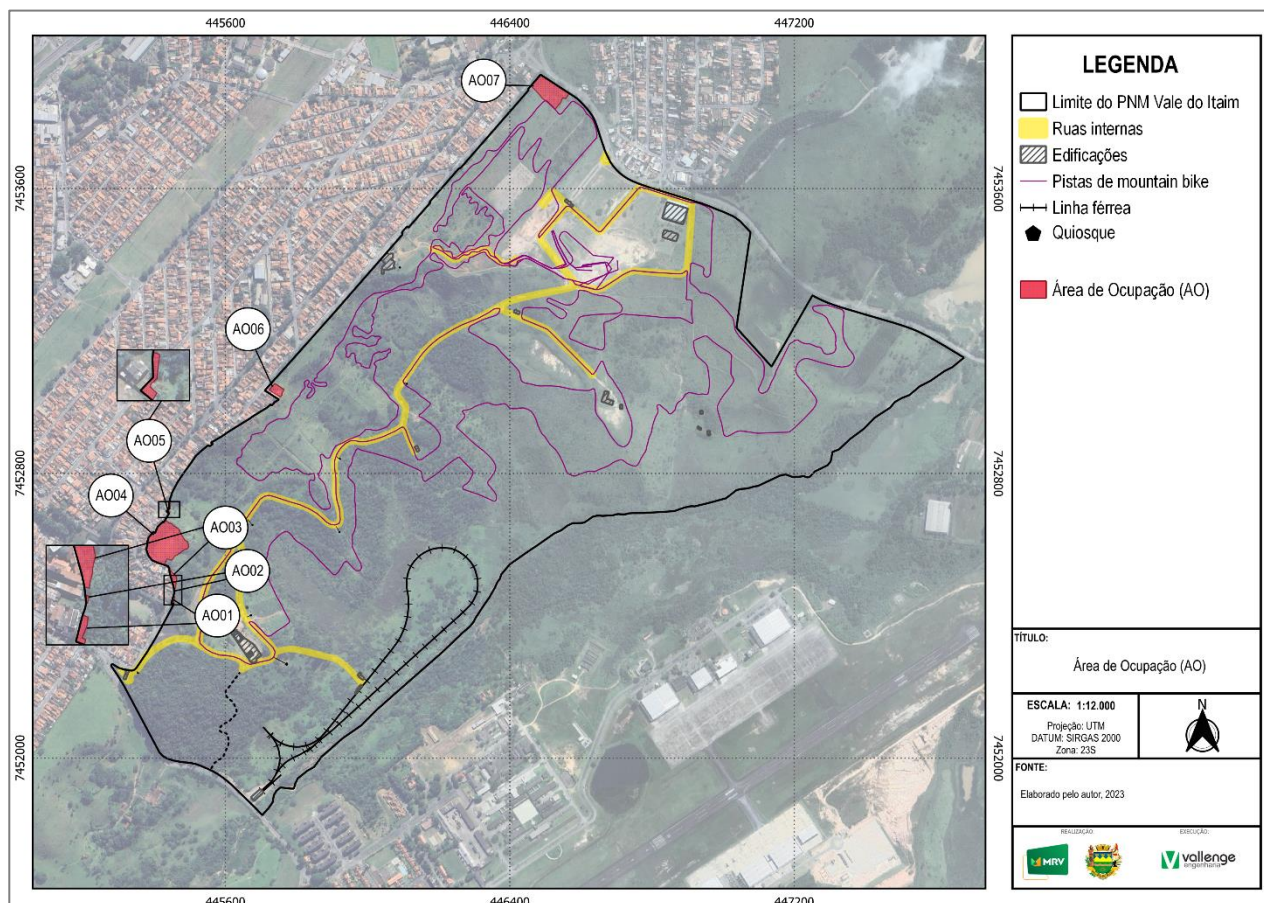 445600
446400
447200
7453600
7452800
7452000
AO07
AO06
AO05
AO04
AO03
AO02
AO01
7453600
7452800
7452000
445600
446400
447200
LEGENDA
Limite do PNM Vale do Itaim
Ruas internas
Edificações
Pistas de mountain bike
Linha férrea
Quiosque
Área de Ocupação (AO)
TÍTULO:
Área de Ocupação (AO)
ESCALA: 1:12.000
Projeção: UTM
DATUM: SIRGAS 2000
Zona: 23S
N
FONTE:
Elaborado pelo autor, 2023
REALIZAÇÃO:
EXECUÇÃO:
MRV
vallenge
engenharia